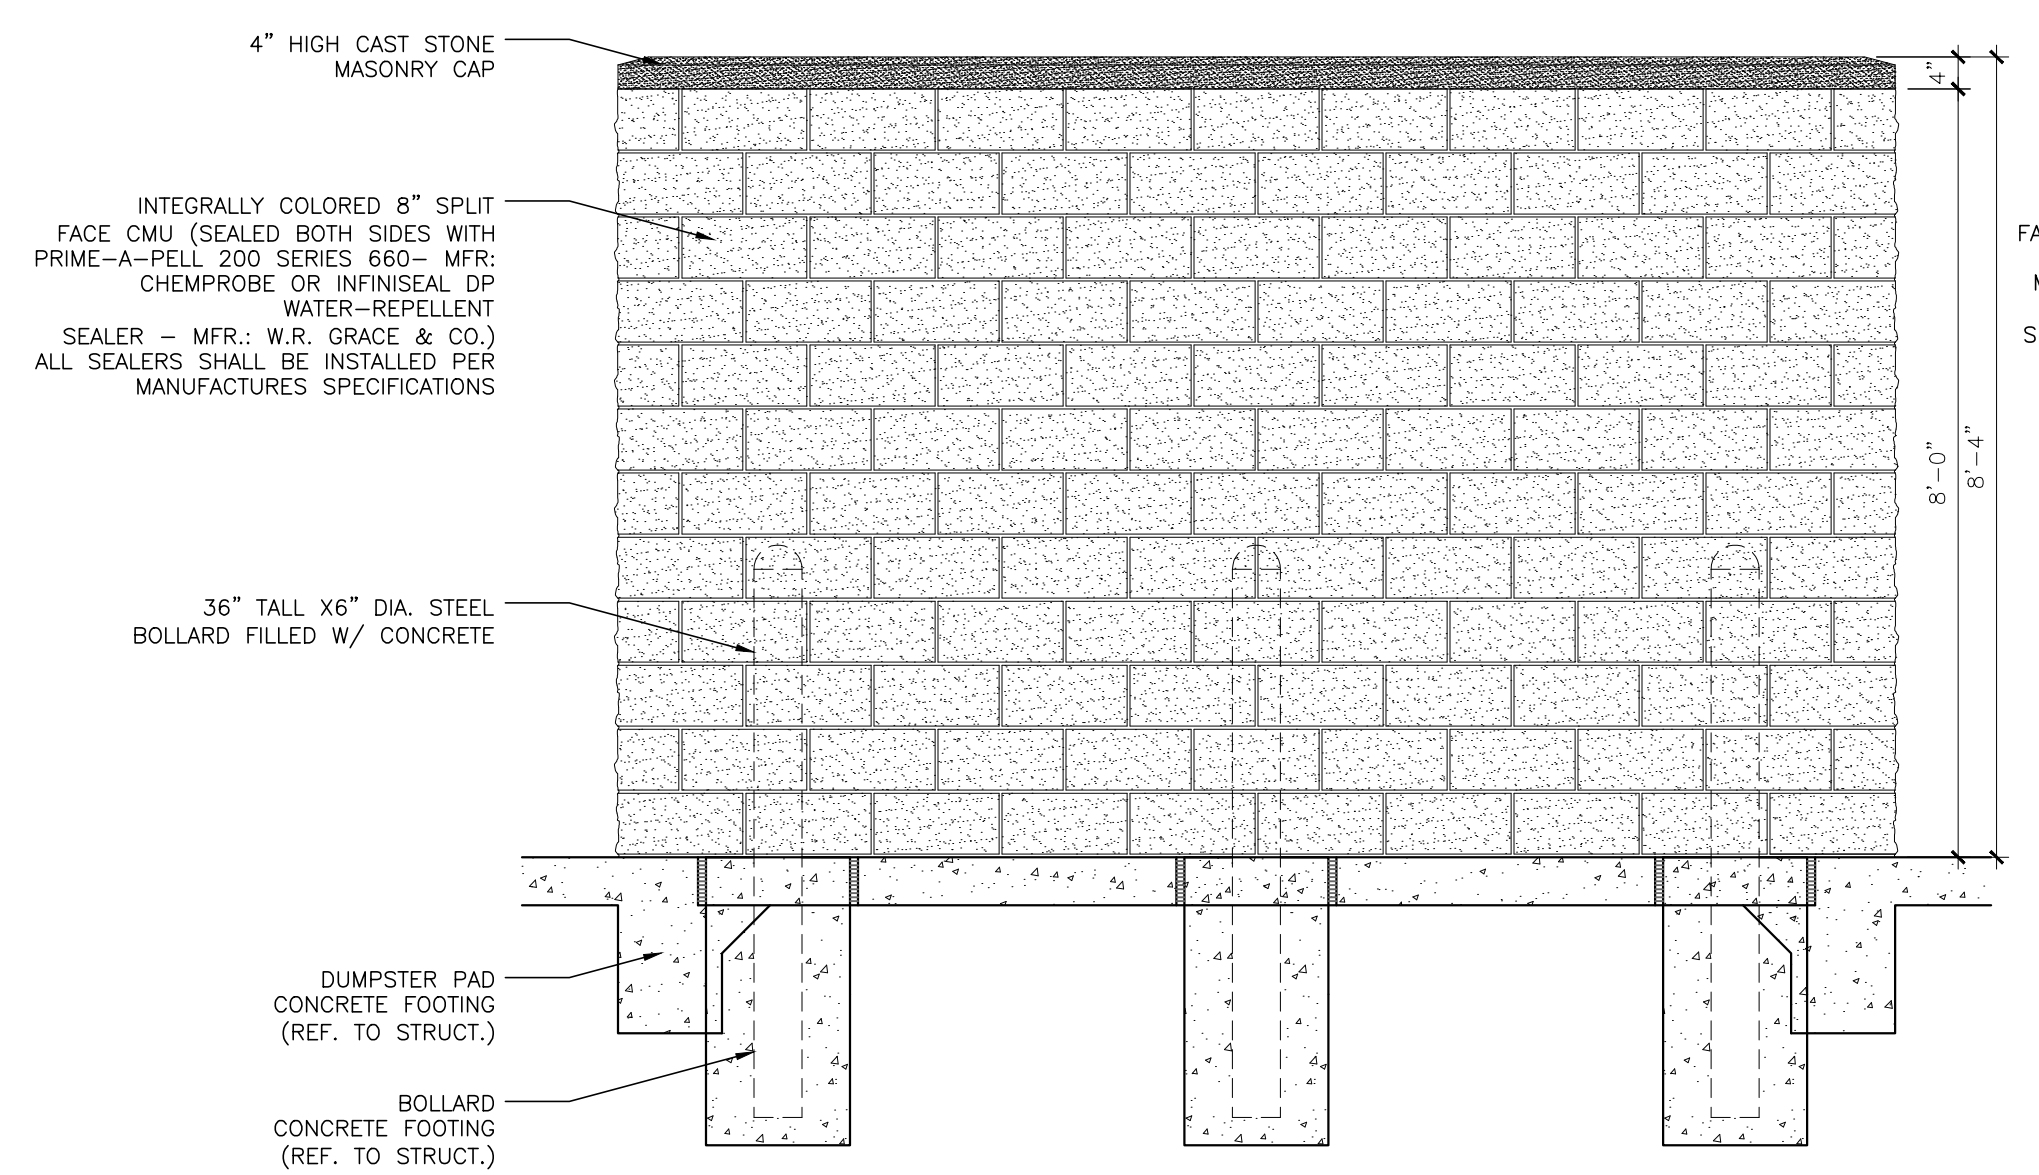 4" HIGH CAST STONE
MASONRY CAP
INTEGRALLY COLORED 8" SPLIT
FACE CMU (SEALED BOTH SIDES WITH
PRIME-A-PELL 200 SERIES 660- MFR:
CHEMPROBE OR INFINISEAL DP
WATER-REPELLENT
SEALER - MFR.: W.R. GRACE & CO.)
ALL SEALERS SHALL BE INSTALLED PER
MANUFACTURES SPECIFICATIONS
36" TALL X6" DIA. STEEL
BOLLARD FILLED W/ CONCRETE
DUMPSTER PAD
CONCRETE FOOTING
(REF. TO STRUCT.)
BOLLARD
CONCRETE FOOTING
(REF. TO STRUCT.)
4"
8'-0"
8'-4"
FA
S